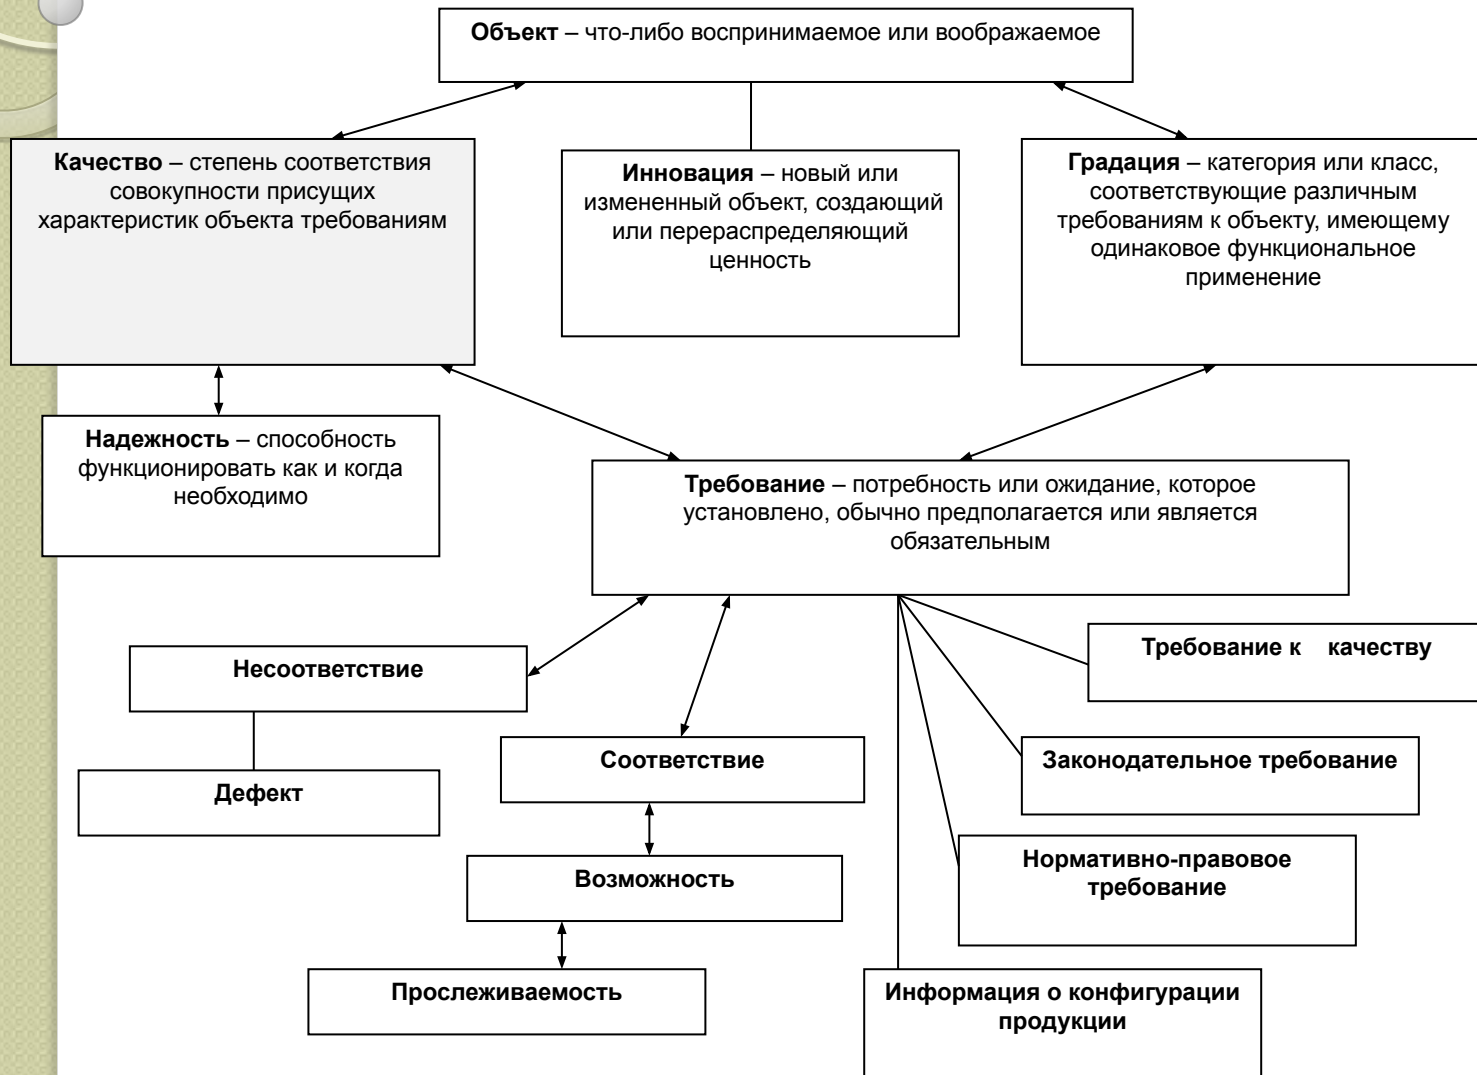 Объект – что-либо воспринимаемое или воображаемое
Качество – степень соответствия
совокупности присущих
характеристик объекта требованиям
Инновация – новый или
измененный объект, создающий
или перераспределяющий
ценность
Градация – категория или класс,
соответствующие различным
требованиям к объекту, имеющему
одинаковое функциональное
применение
Надежность – способность
функционировать как и когда
необходимо
Требование – потребность или ожидание, которое
установлено, обычно предполагается или является
обязательным
Несоответствие
Дефект
Соответствие
Возможность
Прослеживаемость
Требование к качеству
Законодательное требование
Нормативно-правовое
требование
Информация о конфигурации
продукции